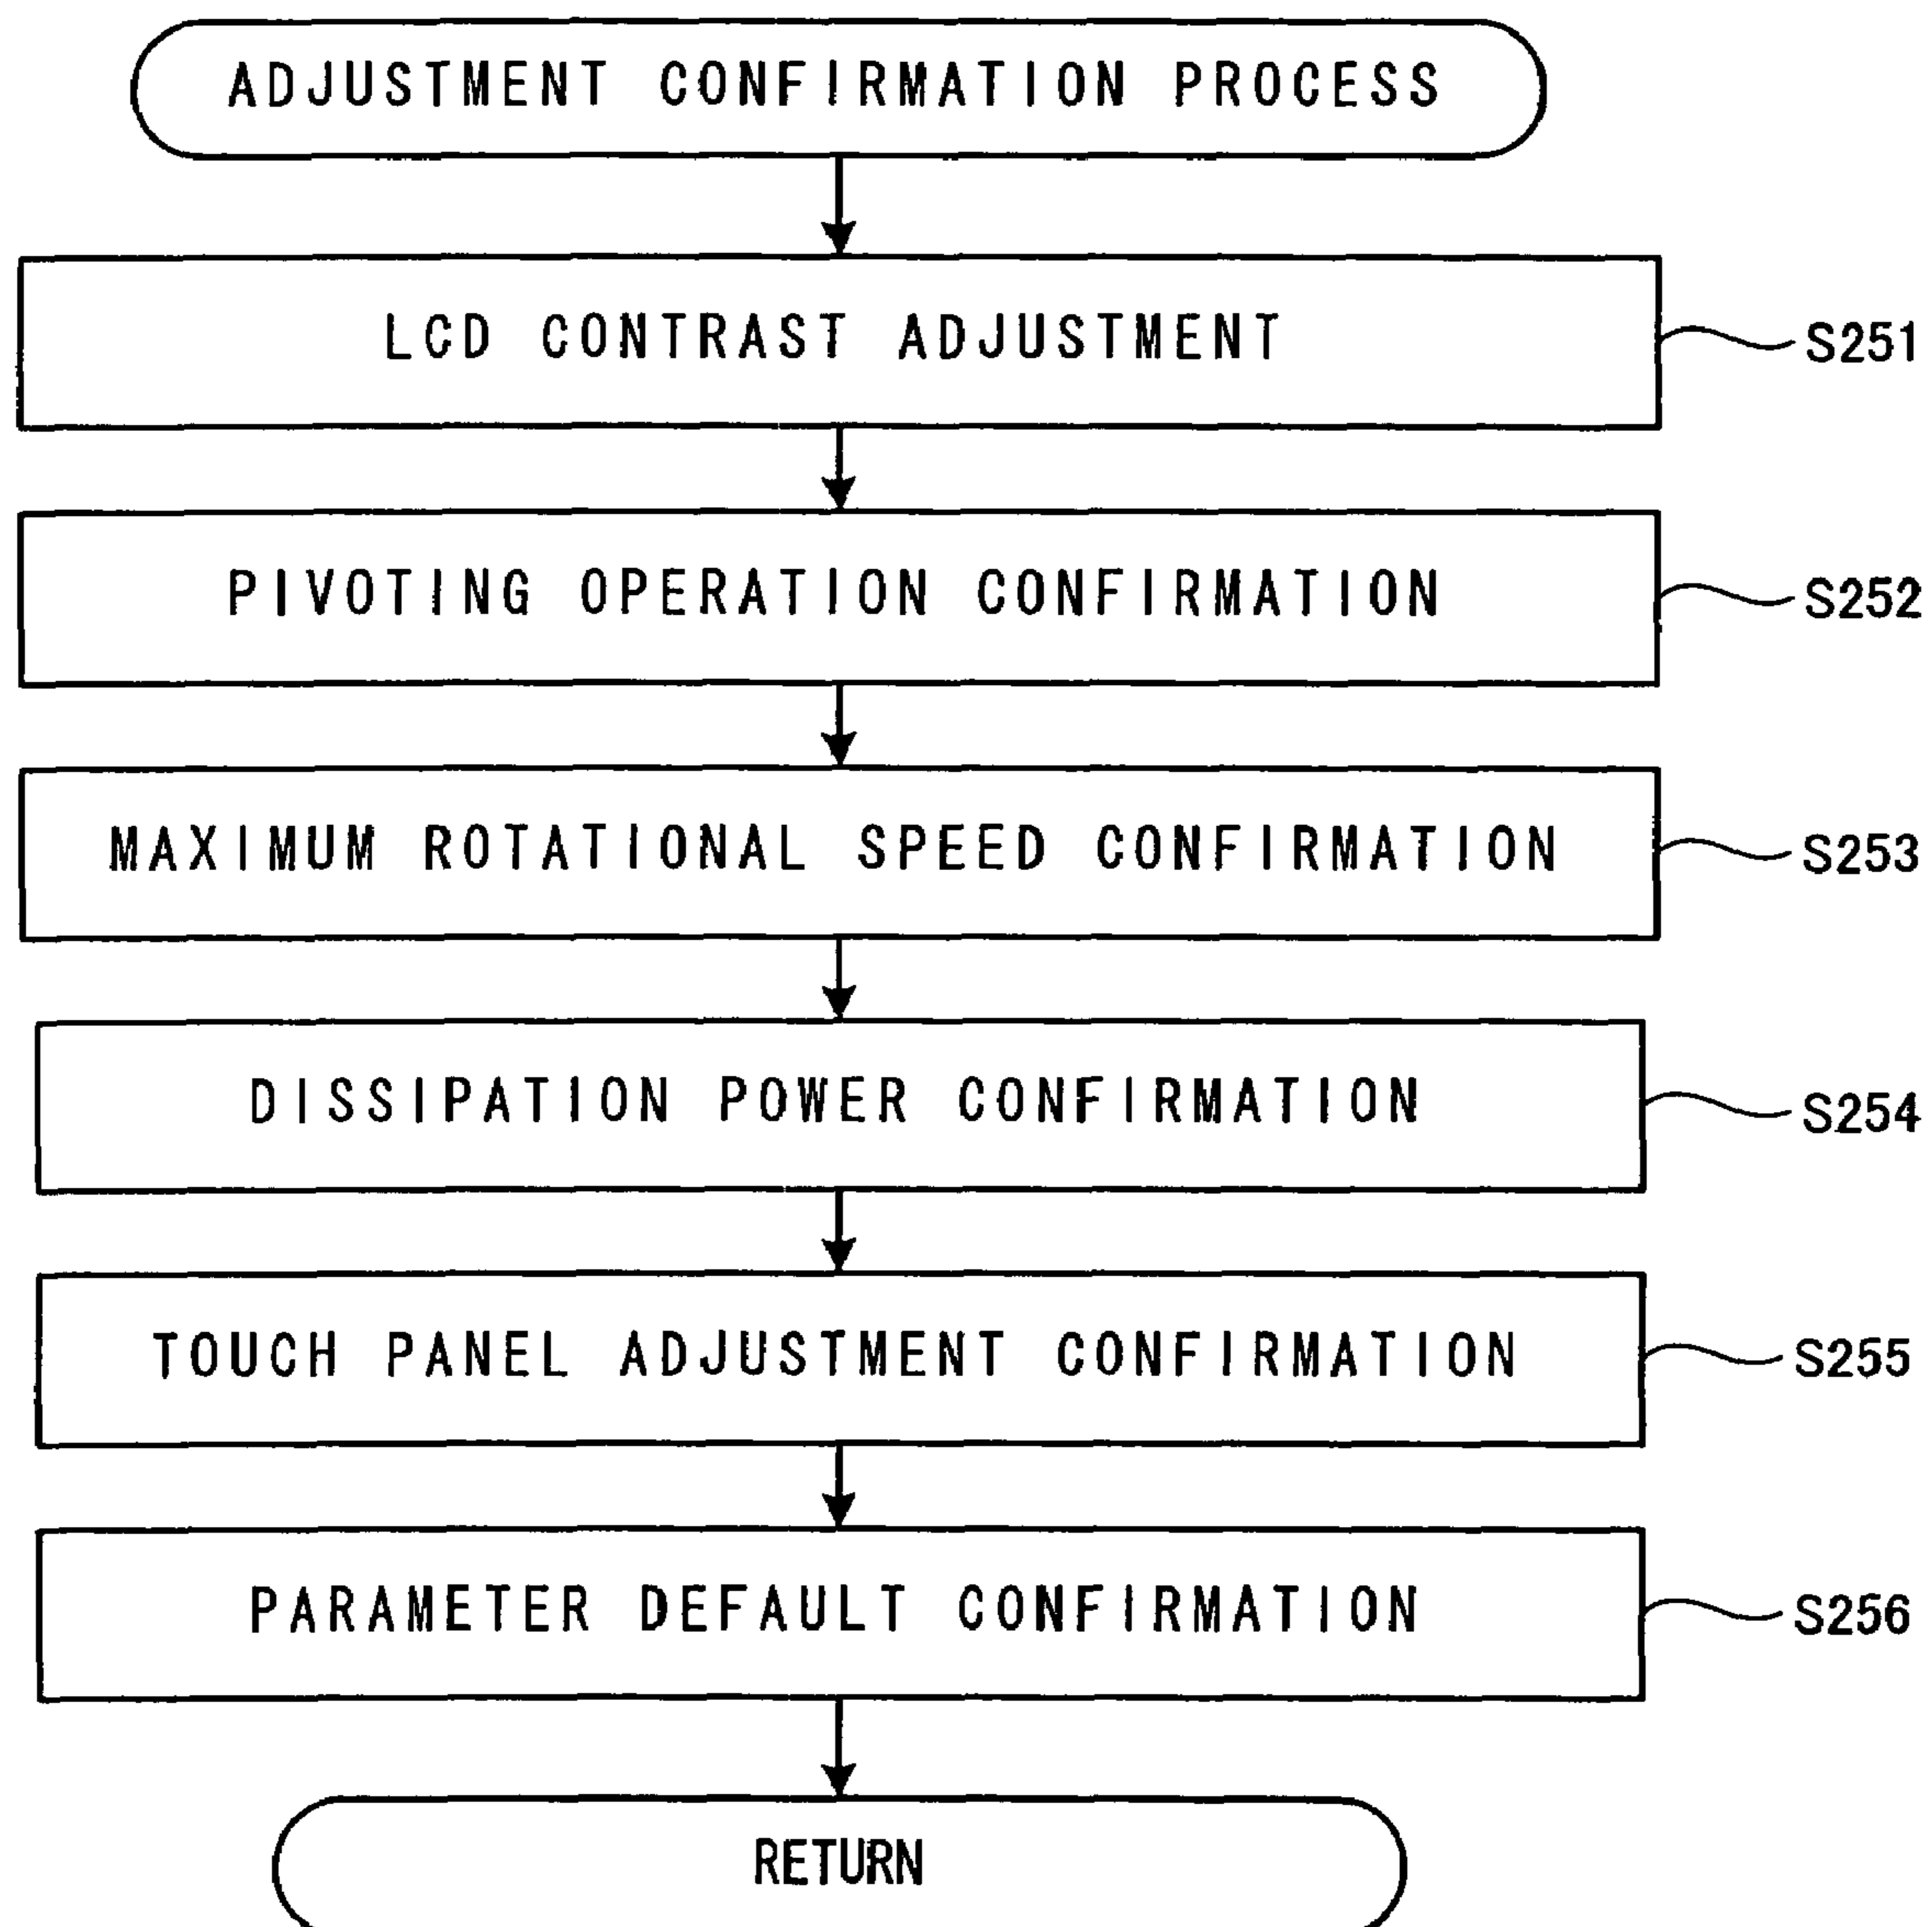 ADJUSTMENT CONFIRMATION PROCESS
LCD CONTRAST ADJUSTMENT
S251
PIVOTING OPERATION CONFIRMATION
S252
MAXIMUM ROTATIONAL SPEED CONFIRMATION
S253
DISSIPATION POWER CONFIRMATION
S254
TOUCH PANEL ADJUSTMENT CONFIRMATION
S255
PARAMETER DEFAULT CONFIRMATION
S256
RETURN